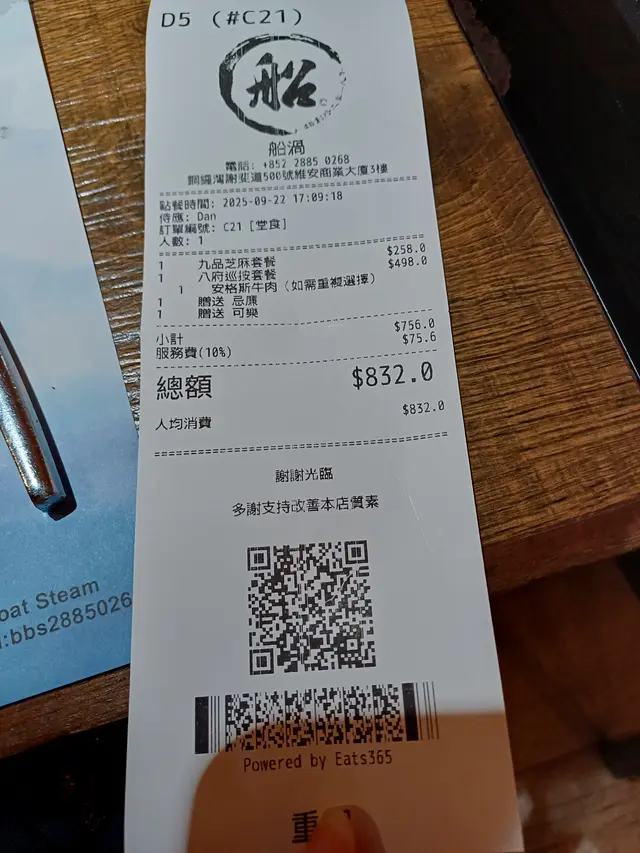 D5 (#C21)
船
船渦
電話: +852 2885 0268
銅鑼灣謝斐道500號維安商業大廈3樓
點餐時間: 2025-09-22 17:09:18
侍應: Dan
訂單編號: C21 [堂食]
人數: 1
1 九品芝麻套餐 $258.0
1 八府巡按套餐 $498.0
1 安格斯牛肉 (如需重複選擇)
1 贈送 忌廉
1 贈送 可樂
小計 $756.0
服務費(10%) $75.6
總額 $832.0
人均消費 $832.0
謝謝光臨
多謝支持改善本店質素
Powered by Eats365
重
oat Steam
:bbs2885026